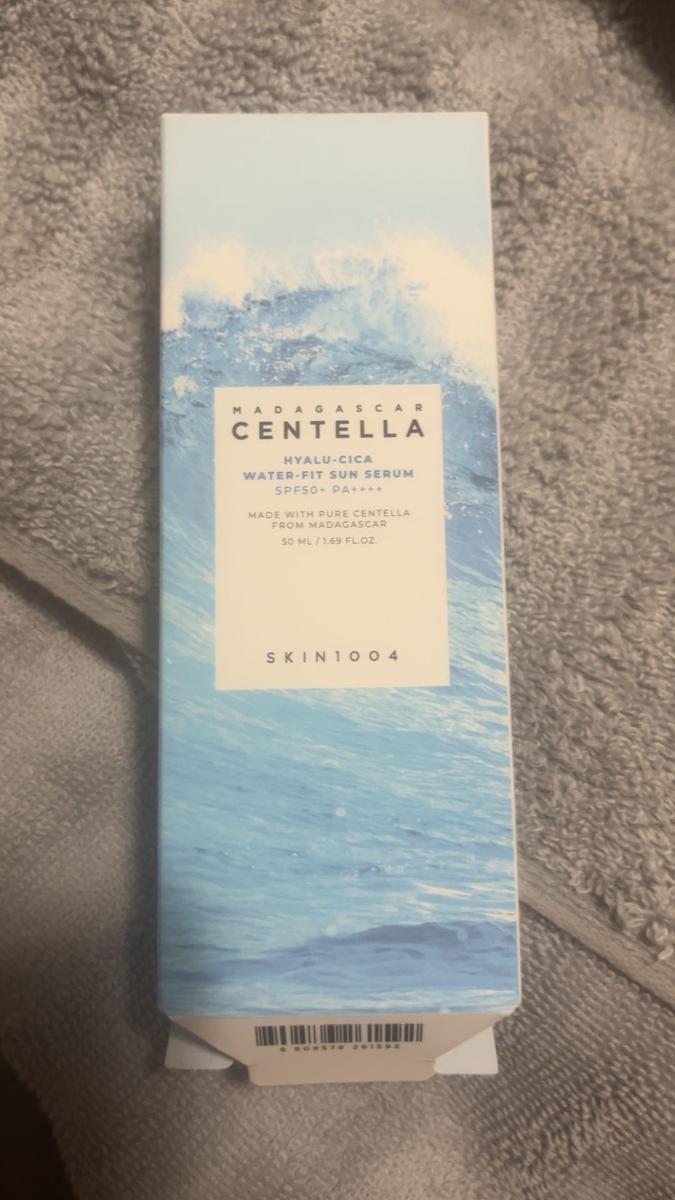 MADAGASCAR
CENTELLA
HYALU-CICA
WATER-FIT SUN SERUM
SPF50+ PA++++
MADE WITH PURE CENTELLA
FROM MADAGASCAR
50 ML / 1.69 FL.OZ.
SKIN1004